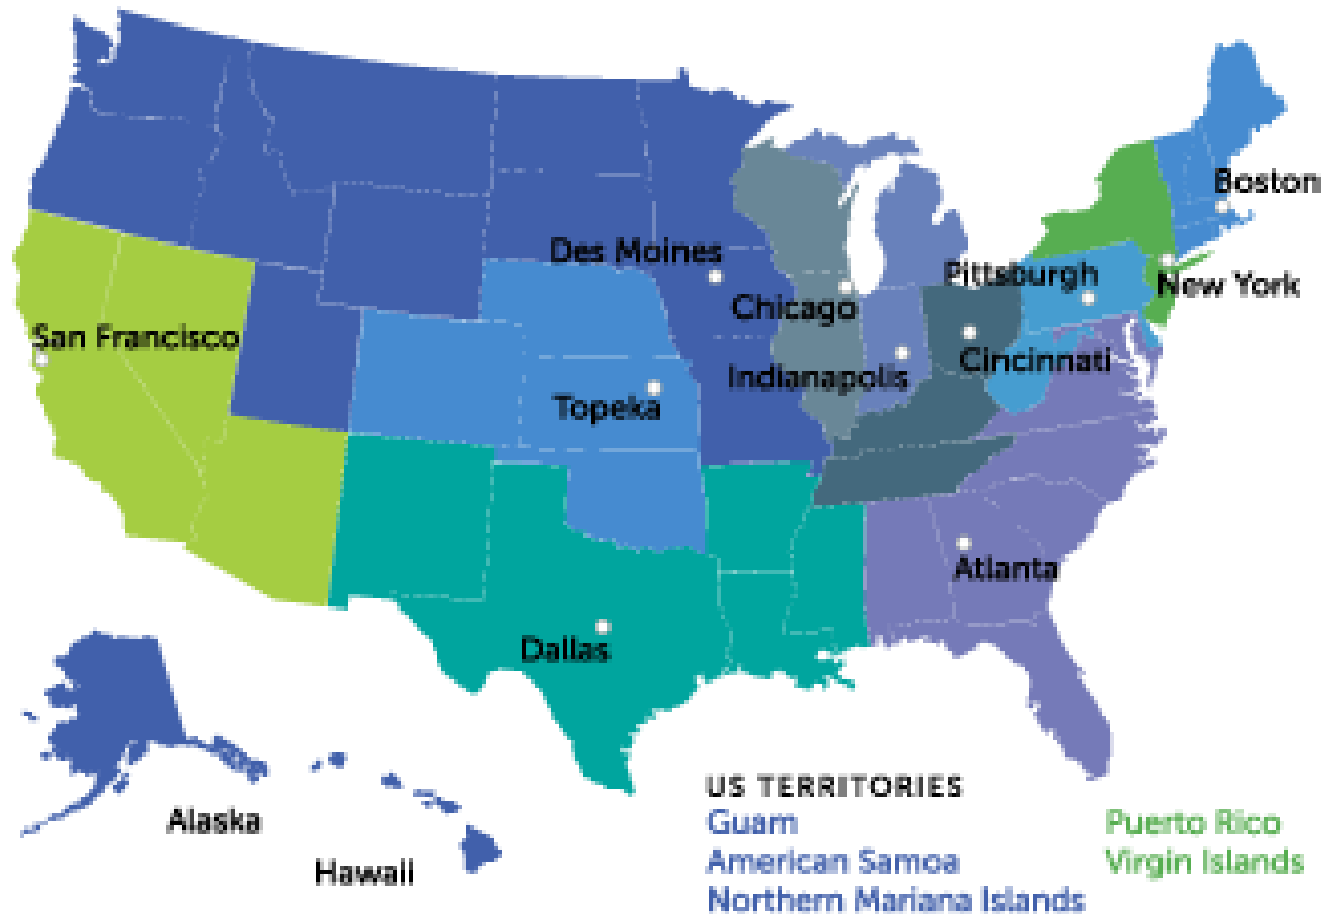 Boston
Des Moines
Pittsburgh
New York
Chicago
San Francisco
Cincinnati
Indianapolis
Topeka
Atlanta
Dallas
US TERRITORIES
Guam
Puerto Rico
Alaska
American Samoa
Virgin Islands
Hawaii
Northern Mariana Islands